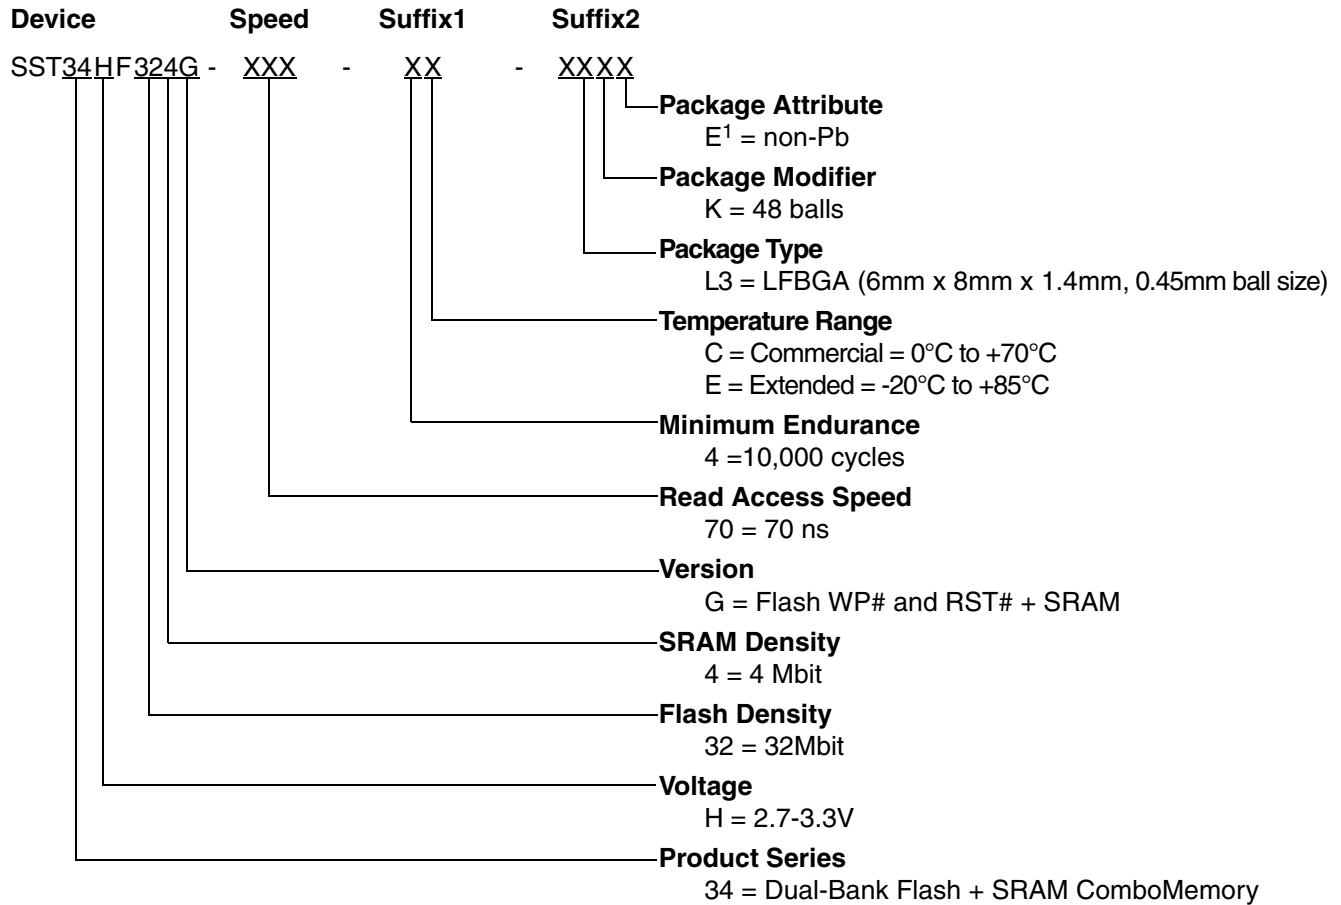 Device Speed Suffix1 Suffix2
SST34HF324G - XXX - XX - XXXX
Package Attribute
E1 = non-Pb
Package Modifier
K = 48 balls
Package Type
L3 = LFBGA (6mm x 8mm x 1.4mm, 0.45mm ball size)
Temperature Range
C = Commercial = 0°C to +70°C
E = Extended = -20°C to +85°C
Minimum Endurance
4 =10,000 cycles
Read Access Speed
70 = 70 ns
Version
G = Flash WP# and RST# + SRAM
SRAM Density
4 = 4 Mbit
Flash Density
32 = 32Mbit
Voltage
H = 2.7-3.3V
Product Series
34 = Dual-Bank Flash + SRAM ComboMemory